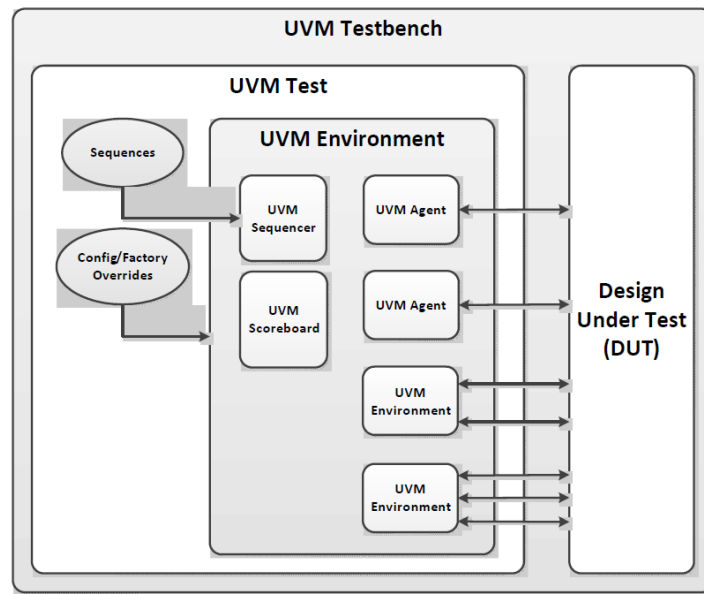 UVM Testbench
UVM Test
UVM Environment
Sequences
UVM
Sequencer
UVM Agent
Config/Factory
Overrides
UVM
Scoreboard
UVM Agent
Design
Under Test
(DUT)
UVM
Environment
UVM
Environment